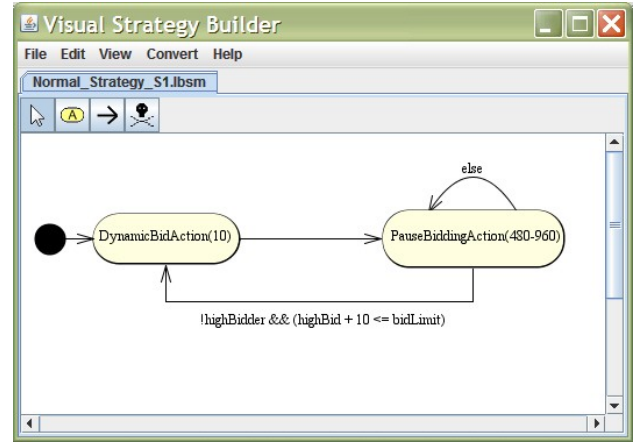 Visual Strategy Builder
File Edit View Convert Help
Normal_Strategy_S1.lbsm
A
else
DynamicBidAction(10)
PauseBiddingAction(480-960)
!highBidder && (highBid + 10 <= bidLimit)